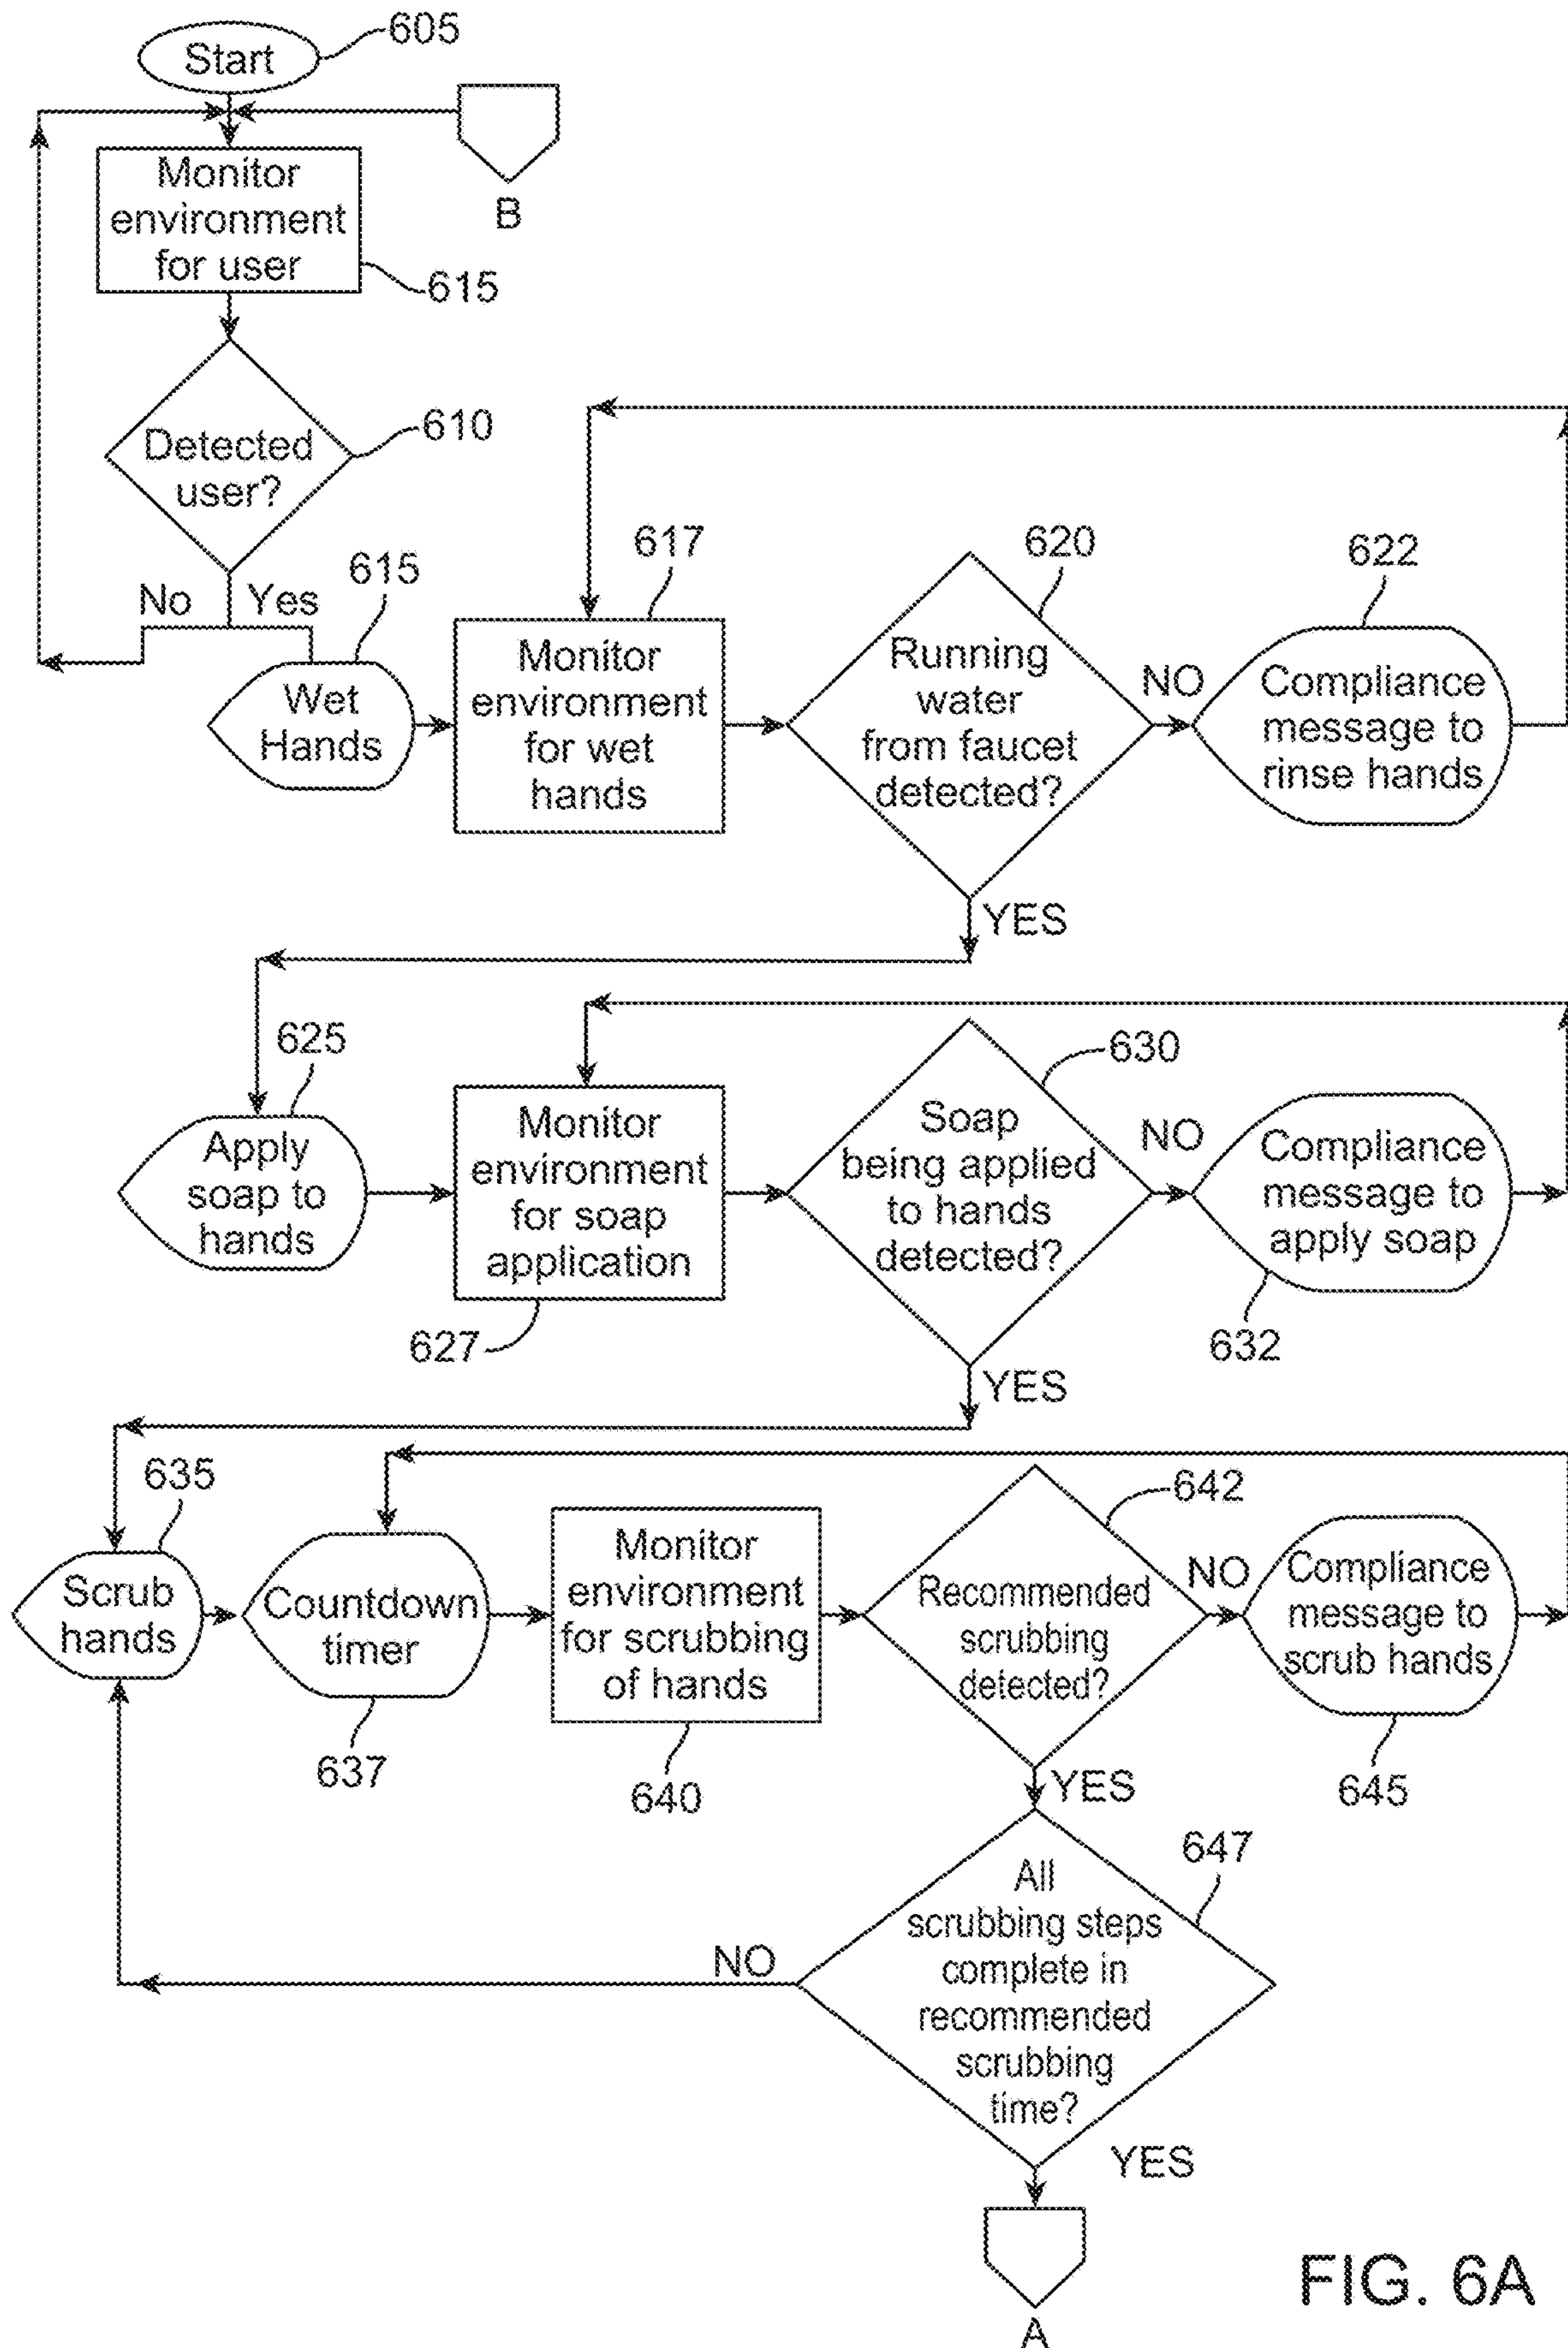 Start
605
B
Monitor
environment
for user
615
Detected
user?
610
No
Yes
615
Wet
Hands
617
Monitor
environment
for wet
hands
620
Running
water
from faucet
detected?
NO
622
Compliance
message to
rinse hands
YES
625
Apply
soap to
hands
Monitor
environment
for soap
application
627
630
Soap
being applied
to hands
detected?
NO
Compliance
message to
apply soap
632
YES
635
Scrub
hands
Countdown
timer
637
Monitor
environment
for scrubbing
of hands
640
642
Recommended
scrubbing
detected?
NO
Compliance
message to
scrub hands
645
YES
647
All
scrubbing steps
complete in
recommended
scrubbing
time?
NO
YES
A
FIG. 6A